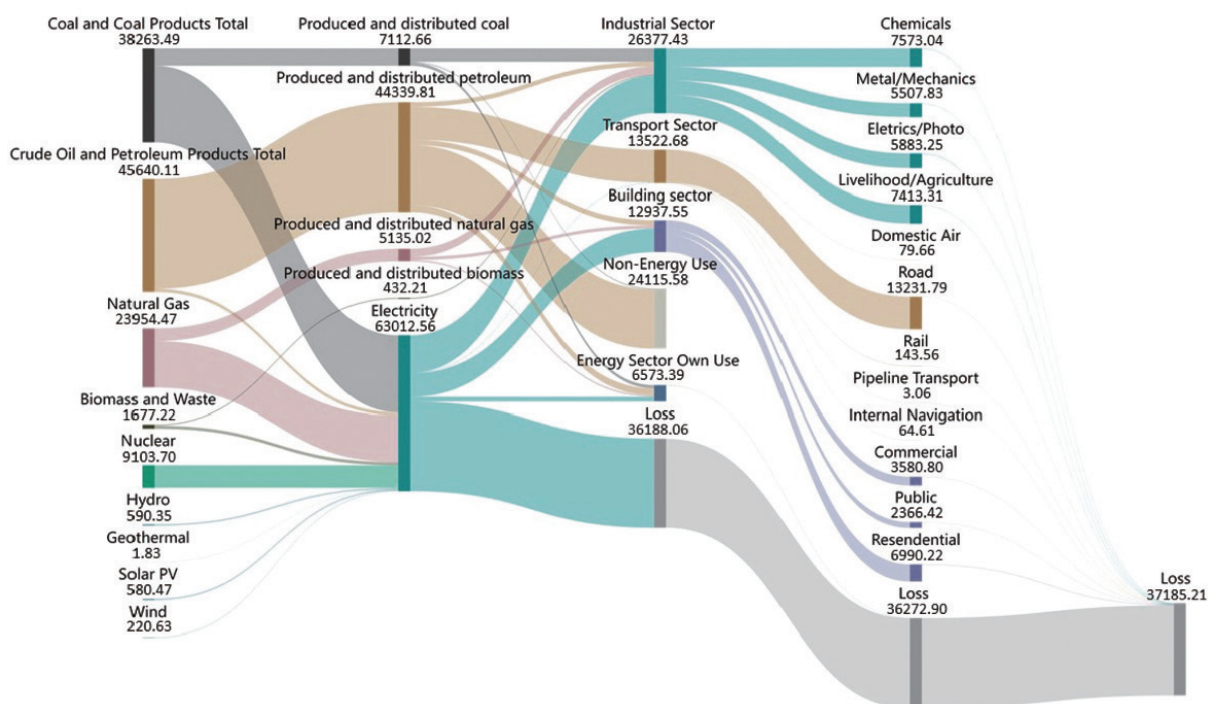 Coal and Coal Products Total
38263.49
Crude Oil and Petroleum Products Total
45640.11
Natural Gas
23954.47
Biomass and Waste
1677.22
Nuclear
9103.70
Hydro
590.35
Geothermal
1.83
Solar PV
580.47
Wind
220.63
Produced and distributed coal
7112.66
Produced and distributed petroleum
44339.81
Produced and distributed natural gas
5135.02
Produced and distributed biomass
432.21
Electricity
63012.56
Industrial Sector
26377.43
Transport Sector
13522.68
Building sector
12937.55
Non-Energy Use
24115.58
Energy Sector Own Use
6573.39
Loss
36188.06
Chemicals
7573.04
Metal/Mechanics
5507.83
Eletrics/Photo
5883.25
Livelihood/Agriculture
7413.31
Domestic Air
79.66
Road
13231.79
Rail
143.56
Pipeline Transport
3.06
Internal Navigation
64.61
Commercial
3580.80
Public
2366.42
Resendential
6990.22
Loss
36272.90
Loss
37185.21